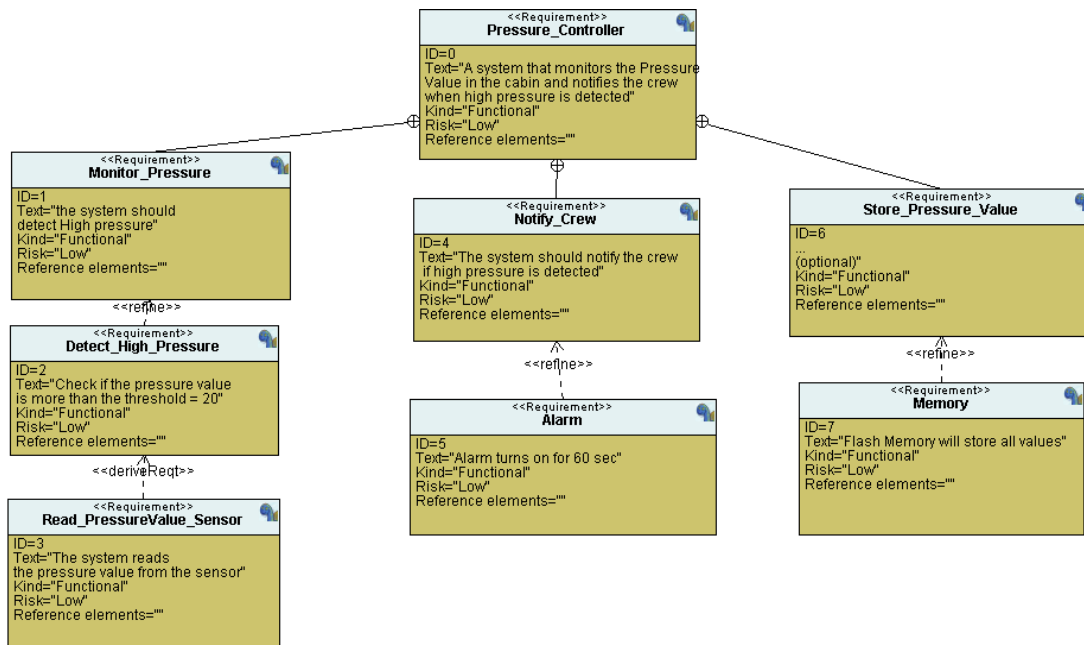 <<Requirement>>
Pressure_Controller
ID=0
Text="A system that monitors the Pressure
Value in the cabin and notifies the crew
when high pressure is detected"
Kind="Functional"
Risk="Low"
Reference elements=""
<<Requirement>>
Monitor_Pressure
ID=1
Text="the system should
detect High pressure"
Kind="Functional"
Risk="Low"
Reference elements=""
<<refine>>
<<Requirement>>
Detect_High_Pressure
ID=2
Text="Check if the pressure value
is more than the threshold = 20"
Kind="Functional"
Risk="Low"
Reference elements=""
<<deriveReqt>>
<<Requirement>>
Read_PressureValue_Sensor
ID=3
Text="The system reads
the pressure value from the sensor"
Kind="Functional"
Risk="Low"
Reference elements=""
<<Requirement>>
Notify_Crew
ID=4
Text="The system should notify the crew
if high pressure is detected"
Kind="Functional"
Risk="Low"
Reference elements=""
<<refine>>
<<Requirement>>
Alarm
ID=5
Text="Alarm turns on for 60 sec"
Kind="Functional"
Risk="Low"
Reference elements=""
<<Requirement>>
Store_Pressure_Value
ID=6
...
(optional)"
Kind="Functional"
Risk="Low"
Reference elements=""
<<refine>>
<<Requirement>>
Memory
ID=7
Text="Flash Memory will store all values"
Kind="Functional"
Risk="Low"
Reference elements=""